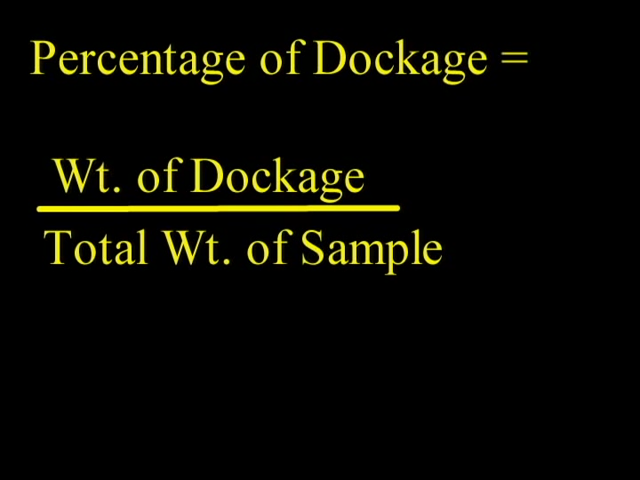 Percentage of Dockage =
Wt. of Dockage
Total Wt. of Sample